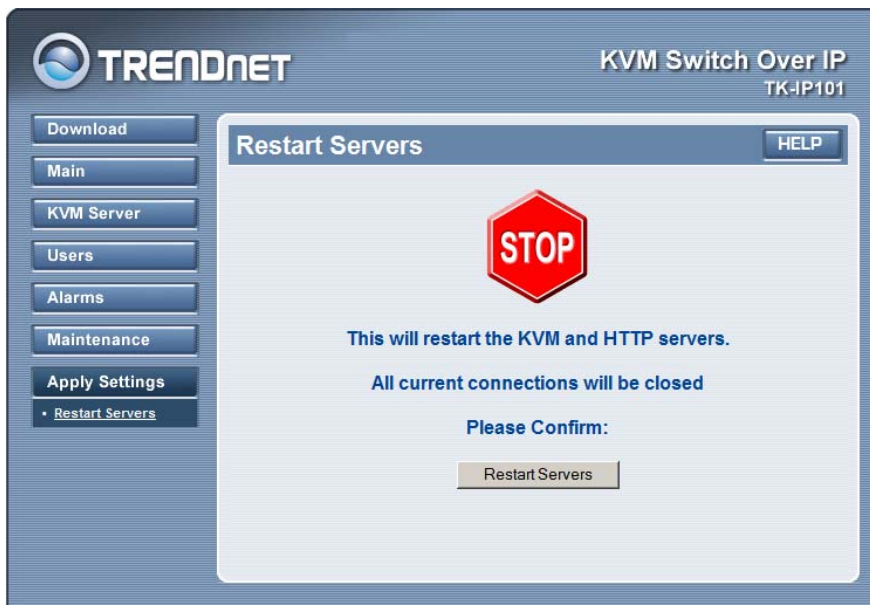 TRENDNET
KVM Switch Over IP
TK-IP101
Download
Main
KVM Server
Users
Alarms
Maintenance
Apply Settings
• Restart Servers
Restart Servers
HELP
STOP
This will restart the KVM and HTTP servers.
All current connections will be closed
Please Confirm:
Restart Servers